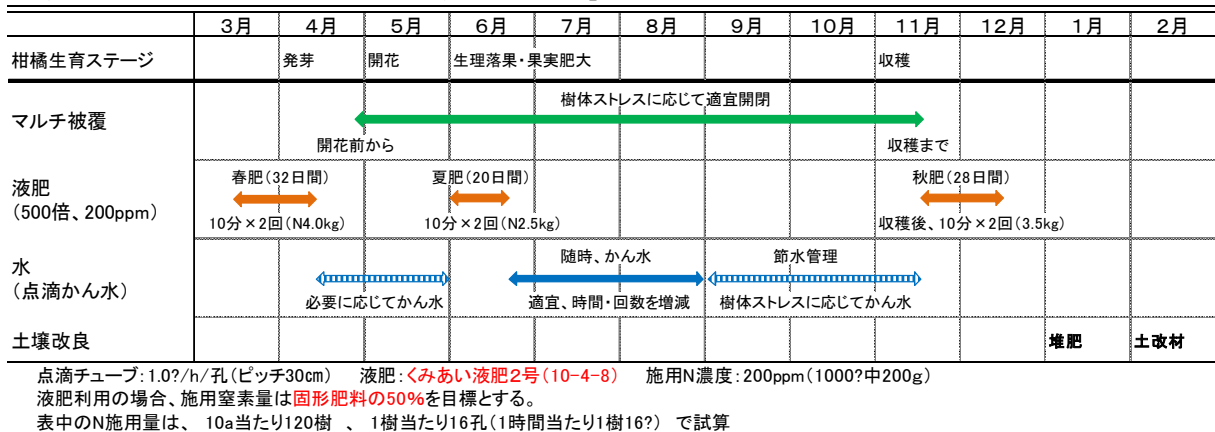 3月 4月 5月 6月 7月 8月 9月 10月 11月 12月 1月 2月
柑橘生育ステージ 発芽 開花 生理落果・果実肥大 収穫
マルチ被覆 樹体ストレスに応じて適宜開閉
開花前から 収穫まで
液肥 春肥(32日間) 夏肥(20日間) 秋肥(28日間)
(500倍、200ppm) 10分×2回(N4.0kg) 10分×2回(N2.5kg) 収穫後、10分×2回(3.5kg)
水 随時、かん水 節水管理
(点滴かん水) 必要に応じてかん水 適宜、時間・回数を増減 樹体ストレスに応じてかん水
土壌改良 堆肥 土改材
点滴チューブ:1.0?/h/孔(ピッチ30㎝) 液肥:くみあい液肥2号(10-4-8) 施用N濃度:200ppm(1000?中200g)
液肥利用の場合、施用窒素量は固形肥料の50%を目標とする。
表中のN施用量は、 10a当たり120樹 、 1樹当たり16孔(1時間当たり1樹16?) で試算